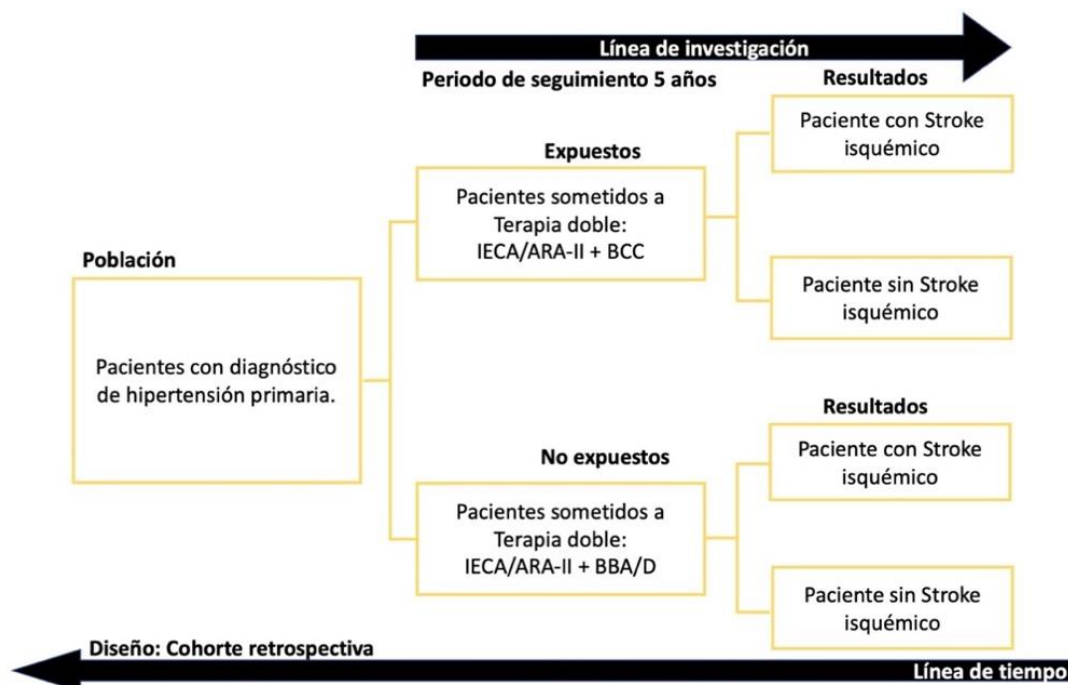 Línea de investigación
Periodo de seguimiento 5 años
Resultados
Paciente con Stroke
isquémico
Expuestos
Pacientes sometidos a
Terapia doble:
IECA/ARA-II + BCC
Paciente sin Stroke
isquémico
Población
Pacientes con diagnóstico
de hipertensión primaria.
Resultados
No expuestos
Paciente con Stroke
isquémico
Pacientes sometidos a
Terapia doble:
IECA/ARA-II + BBA/D
Paciente sin Stroke
isquémico
Diseño: Cohorte retrospectiva
Línea de tiempo